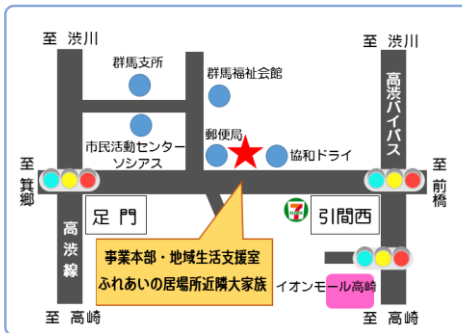 至 渋川
至 渋川
群馬支所
群馬福祉会館
高渋バイパス
市民活動センター
ソシアス
郵便局
協和ドライ
至 箕郷
至 前橋
足門
引間西
高渋線
事業本部・地域生活支援室
ふれあいの居場所近隣大家族
イオンモール高崎
至 高崎
至 高崎